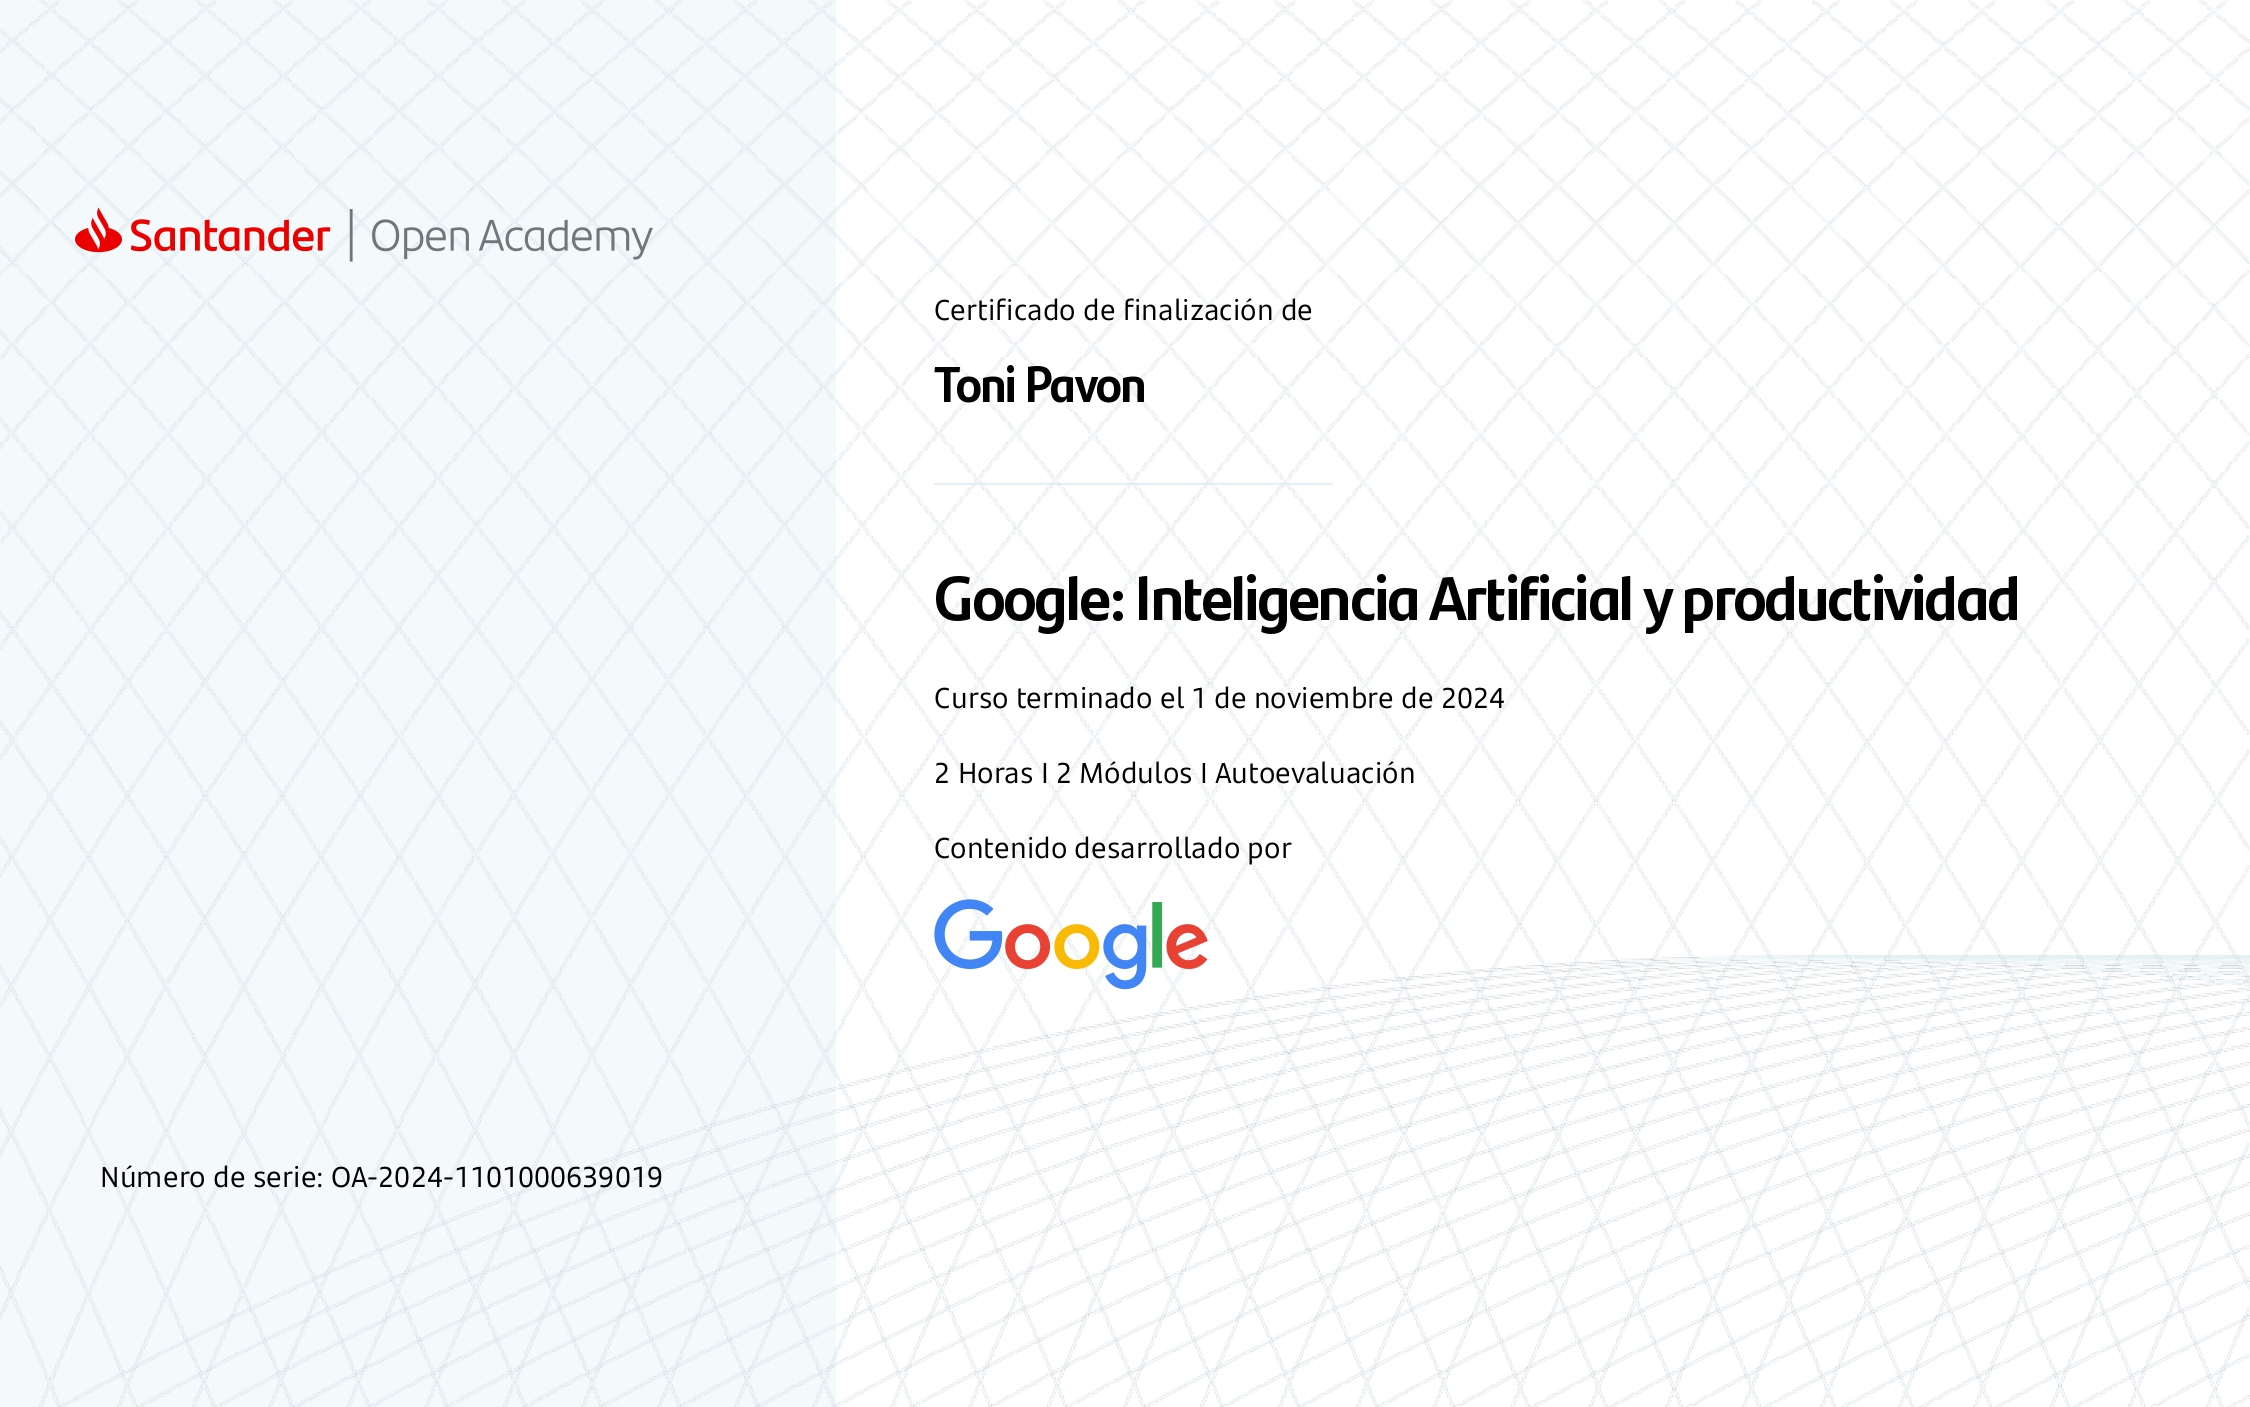 Santander | Open Academy
Certificado de finalización de
Toni Pavon
Google: Inteligencia Artificial y productividad
Curso terminado el 1 de noviembre de 2024
2 Horas I 2 Módulos I Autoevaluación
Contenido desarrollado por
Google
Número de serie: OA-2024-1101000639019